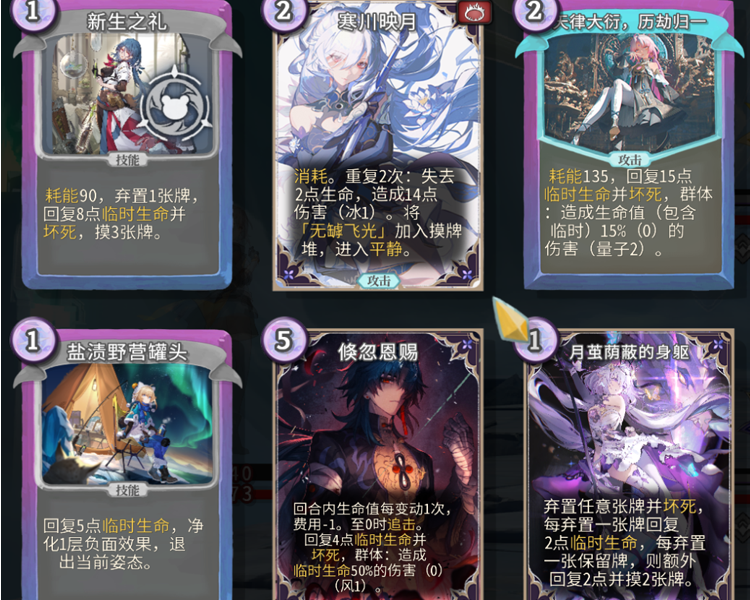 1
新生之礼
技能
耗能90，弃置1张牌，
回复8点临时生命并
坏死，摸3张牌。
2
寒川映月
消耗。重复2次：失去
2点生命，造成14点
伤害（冰1）。将
「无罅飞光」加入摸牌
堆，进入平静。
攻击
2
天律大衍，历劫归一
攻击
耗能135，回复15点
临时生命并坏死，群体
：造成生命值（包含
临时）15%（0）的
伤害（量子2）。
1
盐渍野营罐头
技能
回复5点临时生命，净
化1层负面效果，退
出当前姿态。
5
倏忽恩赐
回合内生命值每变动1次，
费用-1。至0时追击。
回复4点临时生命并
坏死，群体：造成
临时生命50%的伤害（0）
（风1）。
1
月茧荫蔽的身躯
弃置任意张牌并坏死，
每弃置一张牌回复
2点临时生命，每弃置
一张保留牌，则额外
回复2点并摸2张牌。